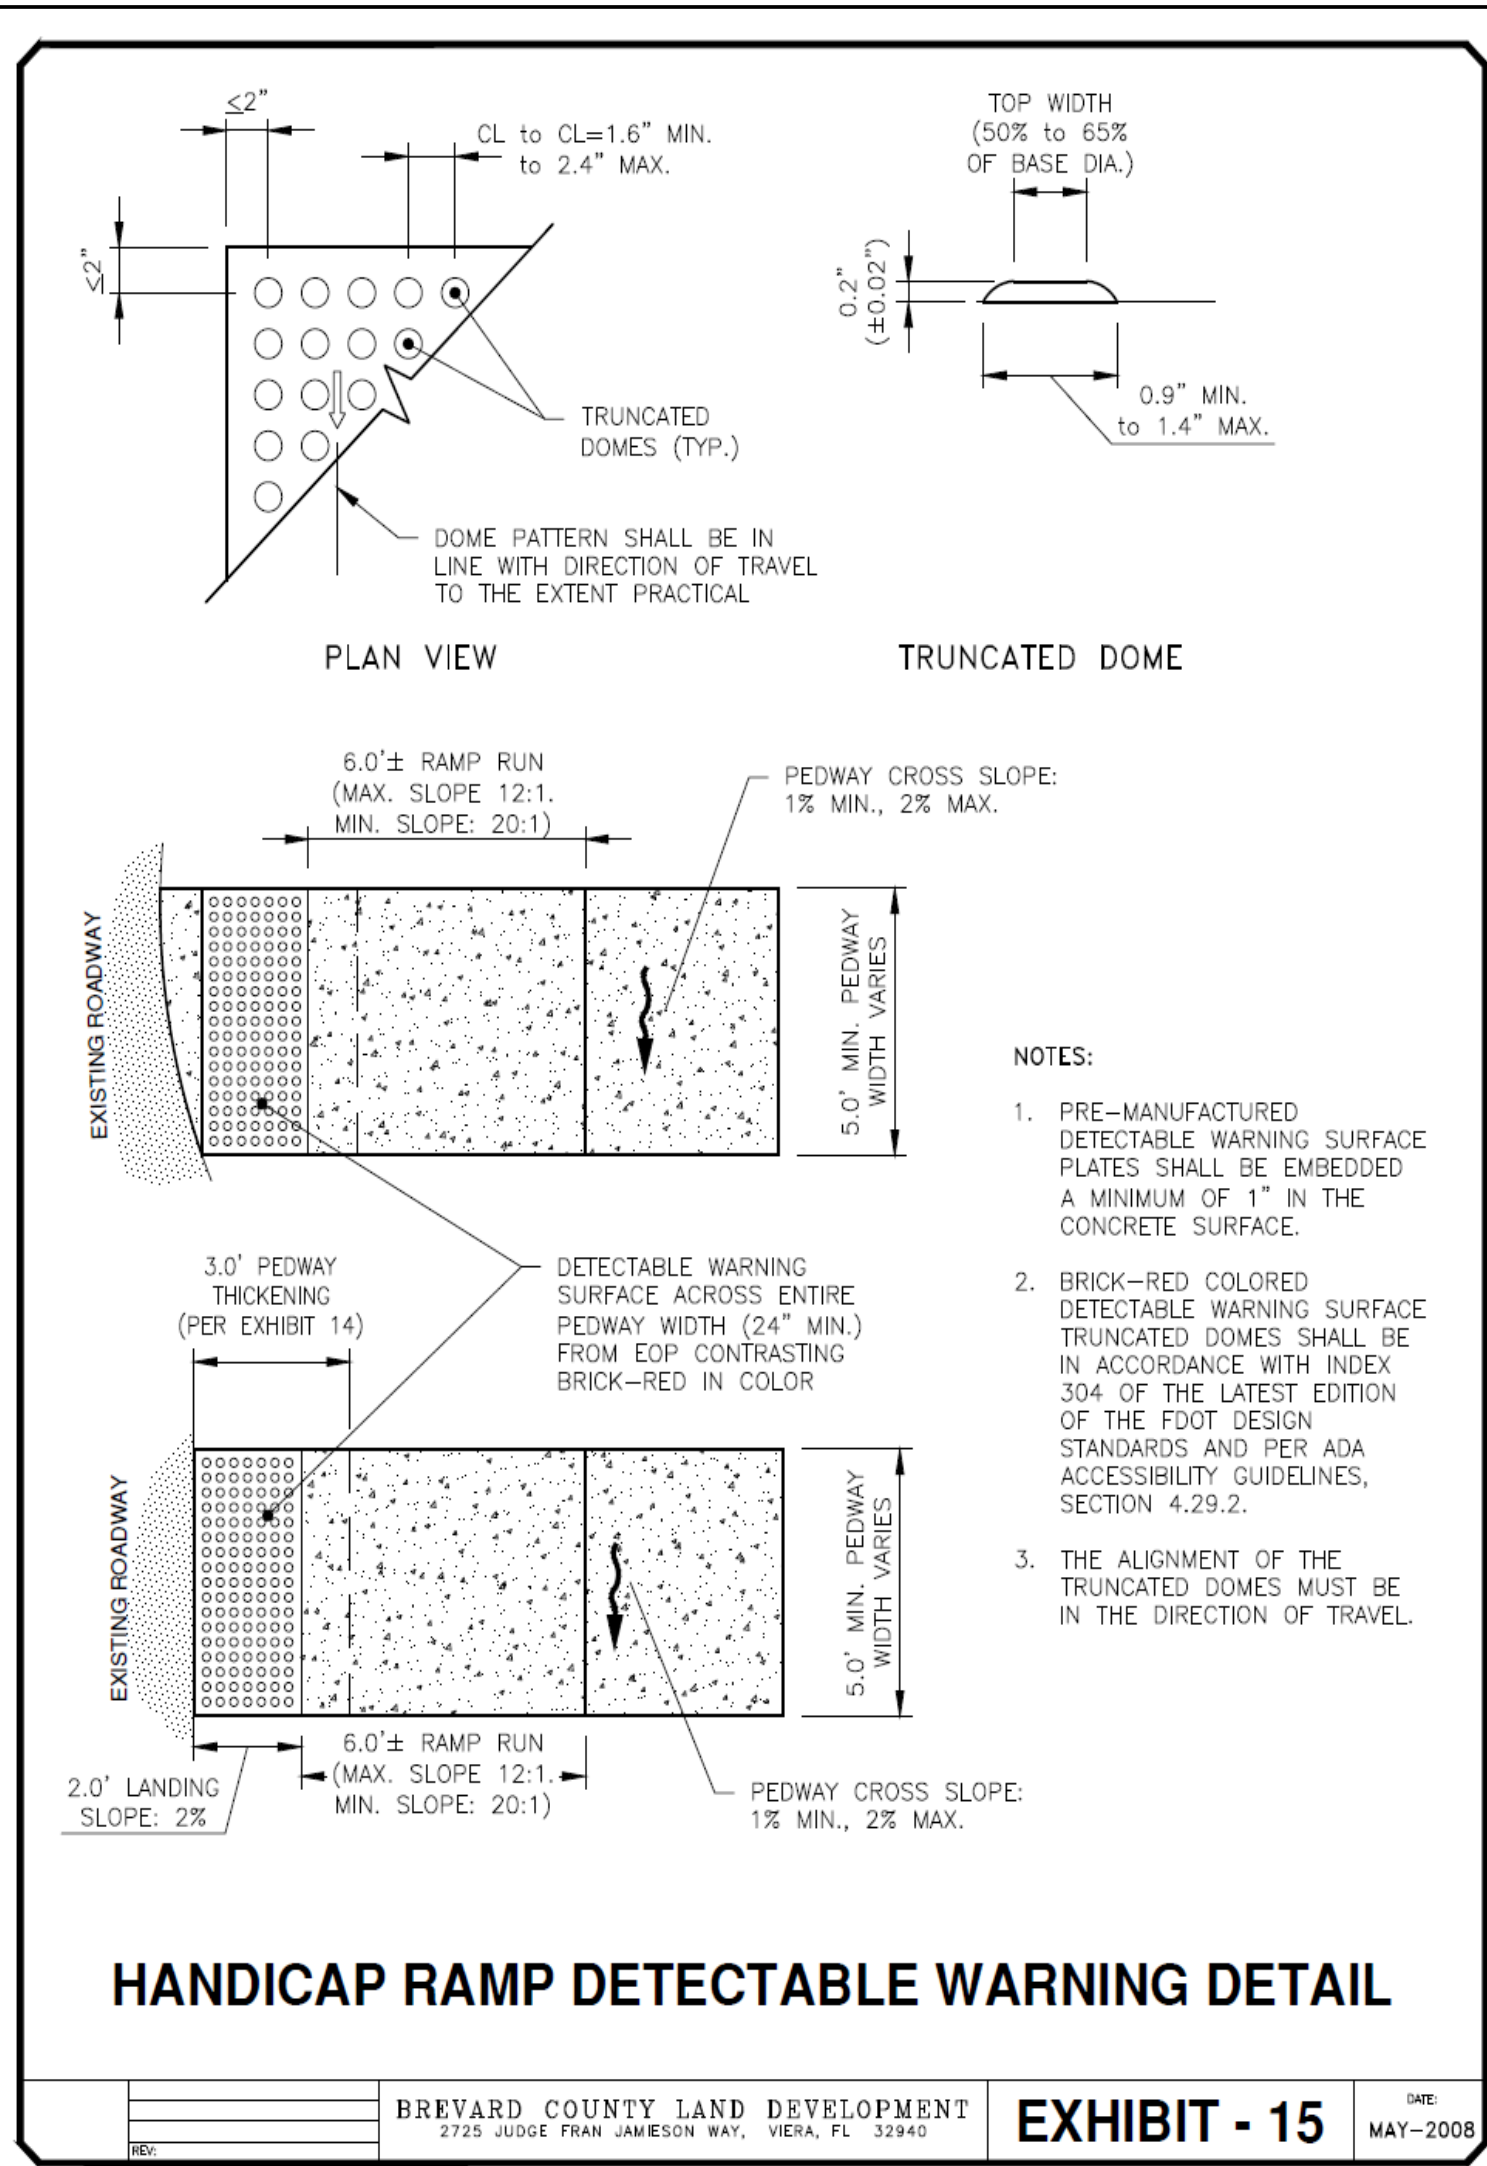 ≤2"
CL to CL=1.6" MIN.
to 2.4" MAX.
≤2"
TRUNCATED
DOMES (TYP.)
DOME PATTERN SHALL BE IN
LINE WITH DIRECTION OF TRAVEL
TO THE EXTENT PRACTICAL
PLAN VIEW
TOP WIDTH
(50% to 65%
OF BASE DIA.)
0.2"
(±0.02")
0.9" MIN.
to 1.4" MAX.
TRUNCATED DOME
6.0'± RAMP RUN
(MAX. SLOPE 12:1.
MIN. SLOPE: 20:1)
PEDWAY CROSS SLOPE:
1% MIN., 2% MAX.
EXISTING ROADWAY
5.0' MIN. PEDWAY
WIDTH VARIES
3.0' PEDWAY
THICKENING
(PER EXHIBIT 14)
DETECTABLE WARNING
SURFACE ACROSS ENTIRE
PEDWAY WIDTH (24" MIN.)
FROM EOP CONTRASTING
BRICK-RED IN COLOR
EXISTING ROADWAY
5.0' MIN. PEDWAY
WIDTH VARIES
2.0' LANDING
SLOPE: 2%
6.0'± RAMP RUN
(MAX. SLOPE 12:1.
MIN. SLOPE: 20:1)
PEDWAY CROSS SLOPE:
1% MIN., 2% MAX.
NOTES:
1. PRE-MANUFACTURED
DETECTABLE WARNING SURFACE
PLATES SHALL BE EMBEDDED
A MINIMUM OF 1" IN THE
CONCRETE SURFACE.
2. BRICK-RED COLORED
DETECTABLE WARNING SURFACE
TRUNCATED DOMES SHALL BE
IN ACCORDANCE WITH INDEX
304 OF THE LATEST EDITION
OF THE FDOT DESIGN
STANDARDS AND PER ADA
ACCESSIBILITY GUIDELINES,
SECTION 4.29.2.
3. THE ALIGNMENT OF THE
TRUNCATED DOMES MUST BE
IN THE DIRECTION OF TRAVEL.
HANDICAP RAMP DETECTABLE WARNING DETAIL
REV:
BREVARD COUNTY LAND DEVELOPMENT
2725 JUDGE FRAN JAMIESON WAY, VIERA, FL 32940
EXHIBIT - 15
DATE:
MAY-2008